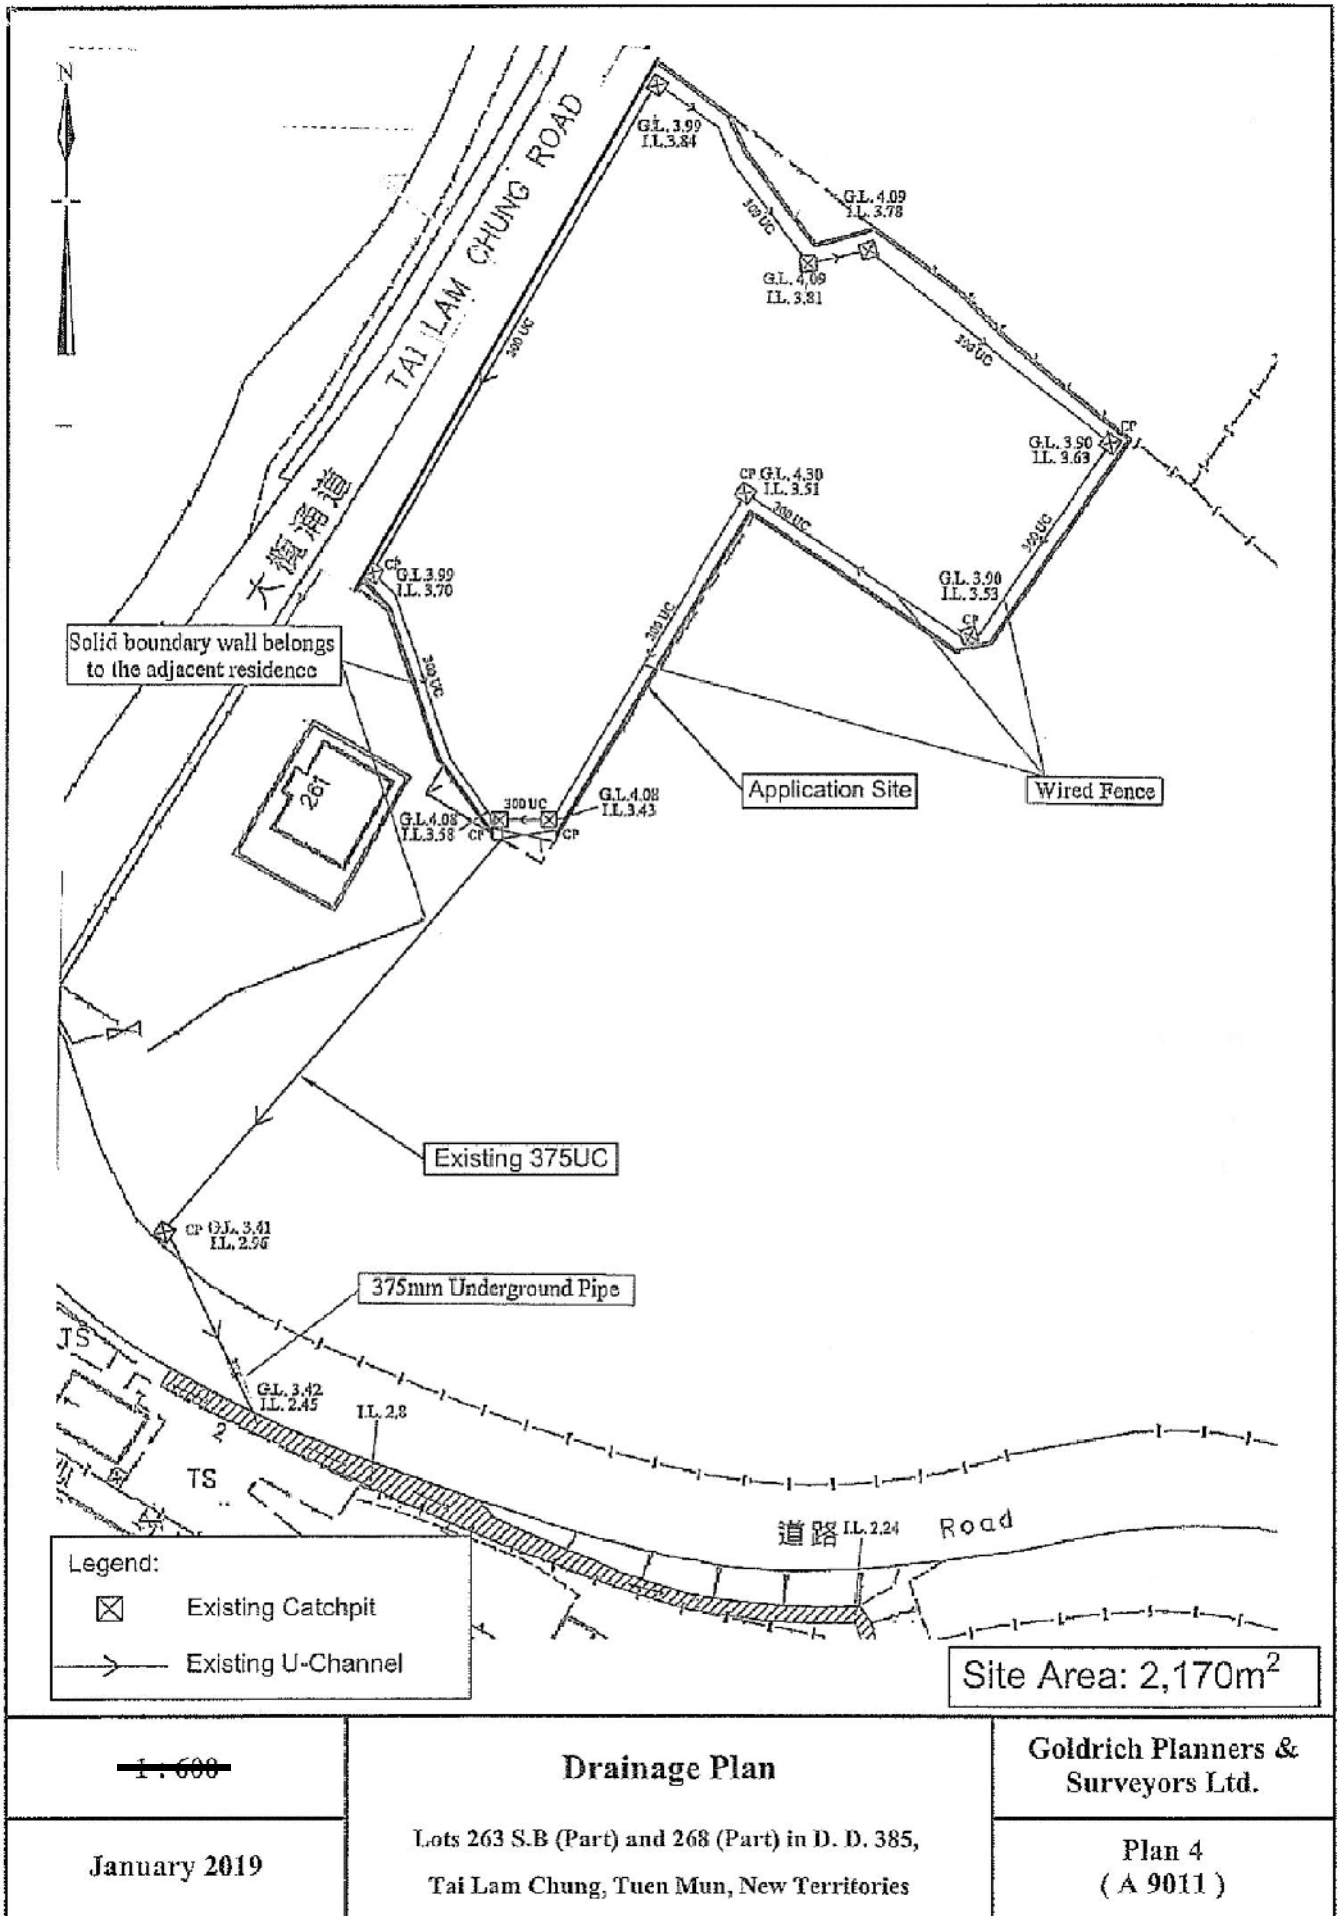 N
TAI LAM CHUNG ROAD
G.L. 3.99
I.L.3.84
300 UC
G.L. 4.09
I.L. 3.78
G.L. 4.09
I.L. 3.81
300 UC
300 UC
CP
G.L. 3.90
I.L. 3.63
CP G.L. 4.30
I.L. 3.51
300 UC
300 UC
大欖涌道
CP
G.L.3.99
I.L. 3.70
G.L. 3.90
I.L. 3.53
CP
300 UC
Solid boundary wall belongs
to the adjacent residence
300 UC
261
Application Site
Wired Fence
300 UC
G.L.4.08
I.L.3.43
G.L.4.08
I.L.3.58
CP
CP
Existing 375UC
CP G.L. 3.41
I.L. 2.96
375mm Underground Pipe
TS
G.L. 3.42
I.L. 2.45
I.L. 2.8
2
TS
道路
I.L. 2.24
Road
Legend:
Existing Catchpit
Existing U-Channel
Site Area: 2,170m²
1 : 600
Drainage Plan
Goldrich Planners &
Surveyors Ltd.
January 2019
Lots 263 S.B (Part) and 268 (Part) in D. D. 385,
Tai Lam Chung, Tuen Mun, New Territories
Plan 4
( A 9011 )